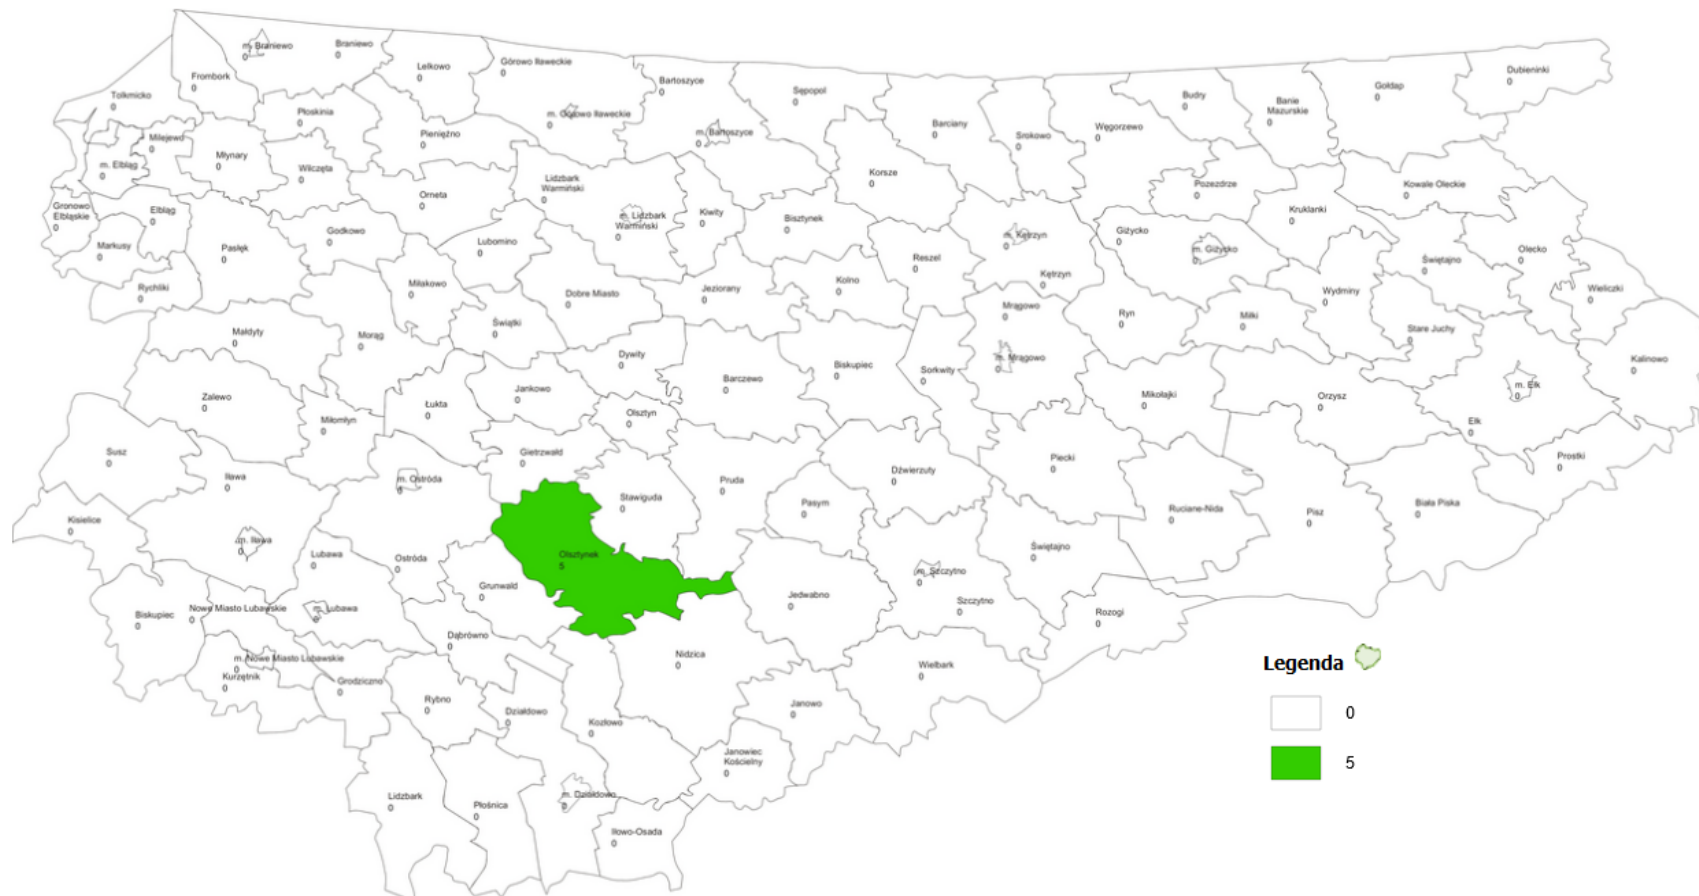 m. Braniewo
0
Braniewo
0
Lelkowo
0
Górowo Iławeckie
0
Bartoszyce
0
Sępopol
0
Budry
0
Banie
Mazurskie
0
Gołdap
0
Dubieninki
0
Tolkmicko
0
Frombork
0
Płoskinia
0
Pieniężno
0
m. Górowo Iławeckie
0
m. Bartoszyce
0
Barciany
0
Srokowo
0
Węgorzewo
0
Milejewo
0
m. Elbląg
0
Młynary
0
Wilczęta
0
Orneta
0
Lidzbark
Warmiński
0
Korsze
0
Pozezdrze
0
Kowale Oleckie
0
Gronowo
Elbląskie
0
Elbląg
0
Markusy
0
Pasłęk
0
Godkowo
0
Lubomino
0
m. Lidzbark
Warmiński
0
Kiwity
0
Bisztynek
0
Reszel
0
m. Kętrzyn
0
Kętrzyn
0
Giżycko
0
m. Giżycko
0
Kruklanki
0
Świętajno
0
Olecko
0
Rychliki
0
Miłakowo
0
Dobre Miasto
0
Jeziorany
0
Kolno
0
Mrągowo
0
Ryn
0
Miłki
0
Wydminy
0
Stare Juchy
0
Wieliczki
0
Małdyty
0
Morąg
0
Świątki
0
Dywity
0
Barczewo
0
Biskupiec
0
Sorkwity
0
m. Mrągowo
0
Mikołajki
0
Orzysz
0
m. Ełk
0
Kalinowo
0
Zalewo
0
Miłomłyn
0
Łukta
0
Jankowo
0
Olsztyn
0
Ełk
0
Susz
0
Iława
0
m. Ostróda
0
Gietrzwałd
0
Stawiguda
0
Pruda
0
Pasym
0
Dźwierzuty
0
Piecki
0
Ruciane-Nida
0
Pisz
0
Biała Piska
0
Prostki
0
Kisielice
0
m. Iława
0
Lubawa
0
Ostróda
0
Grunwald
0
Olsztynek
5
Jedwabno
0
m. Szczytno
0
Szczytno
0
Świętajno
0
Rozogi
0
Biskupiec
0
Nowe Miasto Lubawskie
0
m. Lubawa
0
Dąbrówno
0
Nidzica
0
Wielbark
0
m. Nowe Miasto Lubawskie
0
Kurzętnik
0
Grodziczno
0
Rybno
0
Działdowo
0
Kozłowo
0
Janowo
0
Janowiec
Kościelny
0
Lidzbark
0
Płośnica
0
m. Działdowo
0
Iłowo-Osada
0
Legenda
0
5